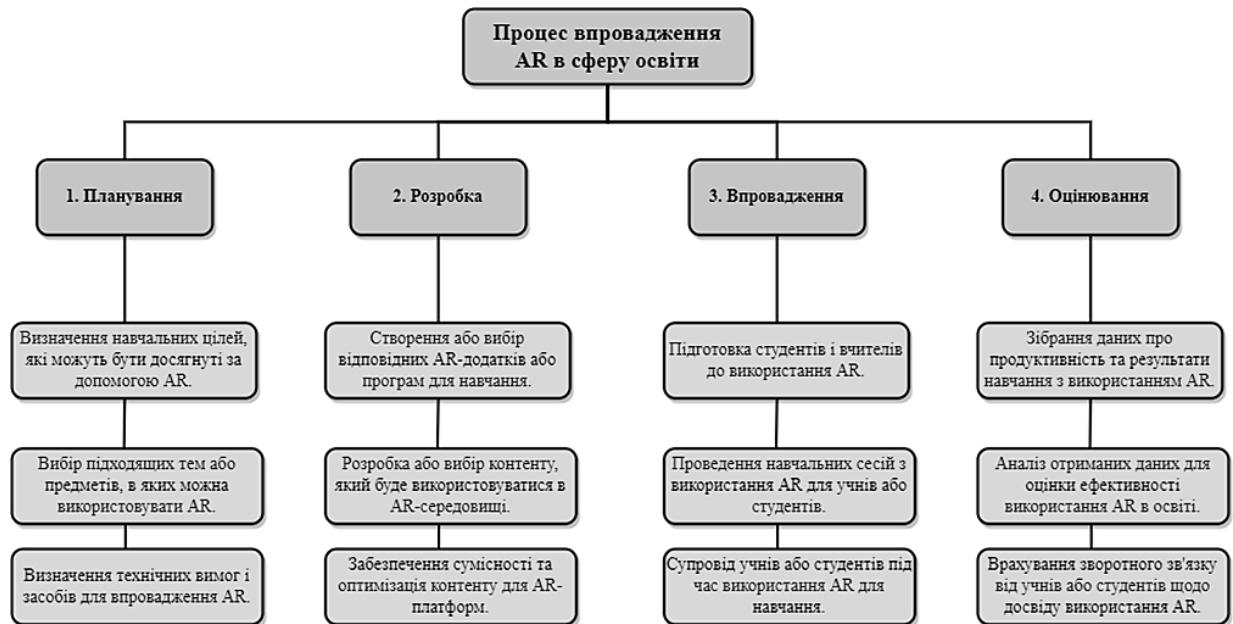 Процес впровадження
AR в сферу освіти
1. Планування
2. Розробка
3. Впровадження
4. Оцінювання
Визначення навчальних цілей,
які можуть бути досягнуті за
допомогою AR.
Створення або вибір
відповідних AR-додатків або
програм для навчання.
Підготовка студентів і вчителів
до використання AR.
Зібрання даних про
продуктивність та результати
навчання з використанням AR.
Вибір підходящих тем або
предметів, в яких можна
використовувати AR.
Розробка або вибір контенту,
який буде використовуватися в
AR-середовищі.
Проведення навчальних сесій з
використання AR для учнів або
студентів.
Аналіз отриманих даних для
оцінки ефективності
використання AR в освіті.
Визначення технічних вимог і
засобів для впровадження AR.
Забезпечення сумісності та
оптимізація контенту для AR-
платформ.
Супровід учнів або студентів під
час використання AR для
навчання.
Врахування зворотного зв'язку
від учнів або студентів щодо
досвіду використання AR.